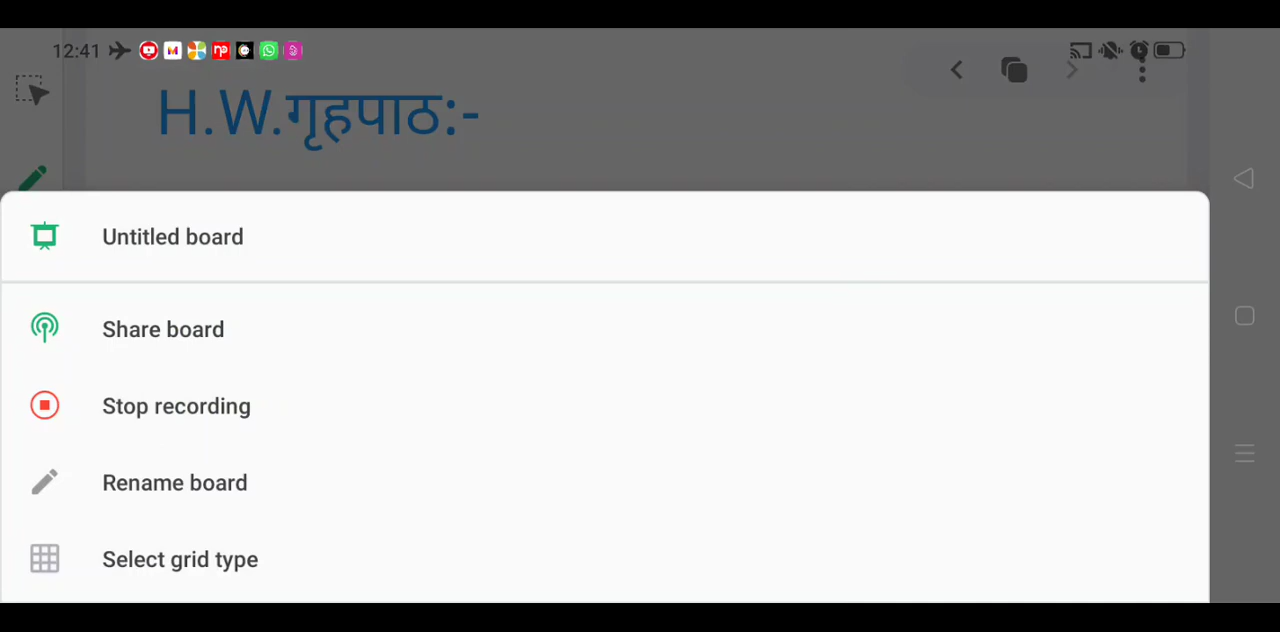 12:41
H.W.गृहपाठ:-
Untitled board
Share board
Stop recording
Rename board
Select grid type